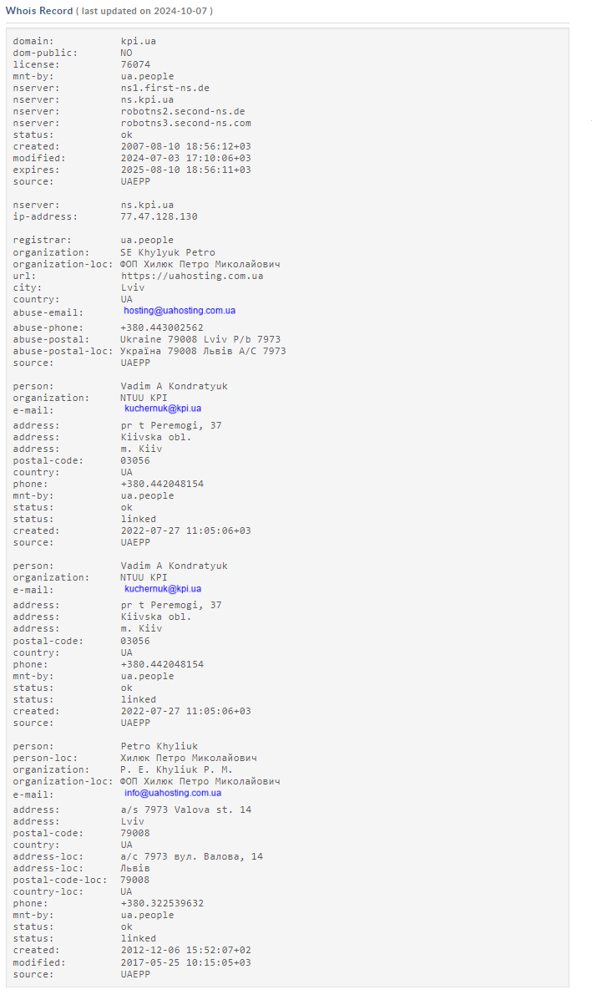 Whois Record ( last updated on 2024-10-07 )
domain: kpi.ua
dom-public: NO
license: 76074
mnt-by: ua.people
nserver: ns1.first-ns.de
nserver: ns.kpi.ua
nserver: robotns2.second-ns.de
nserver: robotns3.second-ns.com
status: ok
created: 2007-08-10 18:56:12+03
modified: 2024-07-03 17:10:06+03
expires: 2025-08-10 18:56:11+03
source: UAEPP
nserver: ns.kpi.ua
ip-address: 77.47.128.130
registrar: ua.people
organization: SE Khylyuk Petro
organization-loc: ФОП Хилюк Петро Миколайович
url: https://uahosting.com.ua
city: Lviv
country: UA
abuse-email: hosting@uahosting.com.ua
abuse-phone: +380.443002562
abuse-postal: Ukraine 79008 Lviv P/b 7973
abuse-postal-loc: Україна 79008 Львів А/С 7973
source: UAEPP
person: Vadim A Kondratyuk
organization: NTUU KPI
e-mail: kuchernuk@kpi.ua
address: pr t Peremogi, 37
address: Kiivska obl.
address: m. Kiiv
postal-code: 03056
country: UA
phone: +380.442048154
mnt-by: ua.people
status: ok
status: linked
created: 2022-07-27 11:05:06+03
source: UAEPP
person: Vadim A Kondratyuk
organization: NTUU KPI
e-mail: kuchernuk@kpi.ua
address: pr t Peremogi, 37
address: Kiivska obl.
address: m. Kiiv
postal-code: 03056
country: UA
phone: +380.442048154
mnt-by: ua.people
status: ok
status: linked
created: 2022-07-27 11:05:06+03
source: UAEPP
person: Petro Khyliuk
person-loc: Хилюк Петро Миколайович
organization: P. E. Khyliuk P. M.
organization-loc: ФОП Хилюк Петро Миколайович
e-mail: info@uahosting.com.ua
address: a/s 7973 Valova st. 14
address: Lviv
postal-code: 79008
country: UA
address-loc: а/с 7973 вул. Валова, 14
address-loc: Львів
postal-code-loc: 79008
country-loc: UA
phone: +380.322539632
mnt-by: ua.people
status: ok
status: linked
created: 2012-12-06 15:52:07+02
modified: 2017-05-25 10:15:05+03
source: UAEPP